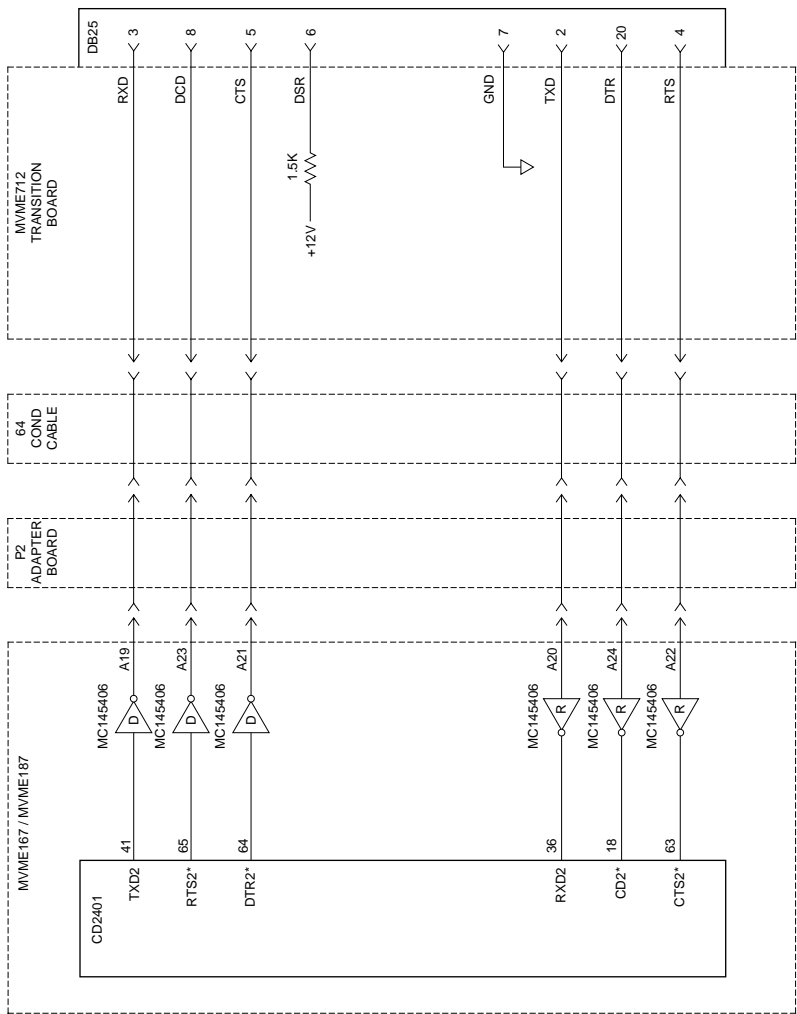 DB25
3
8
5
6
7
2
20
4
RXD
DCD
CTS
DSR
GND
TXD
DTR
RTS
MVME712
TRANSITION
BOARD
1.5K
+12V
64
COND
CABLE
P2
ADAPTER
BOARD
MVME167 / MVME187
A19
A23
A21
A20
A24
A22
MC145406
MC145406
MC145406
MC145406
MC145406
MC145406
D
D
D
R
R
R
41
65
64
36
18
63
TXD2
RTS2*
DTR2*
RXD2
CD2*
CTS2*
CD2401